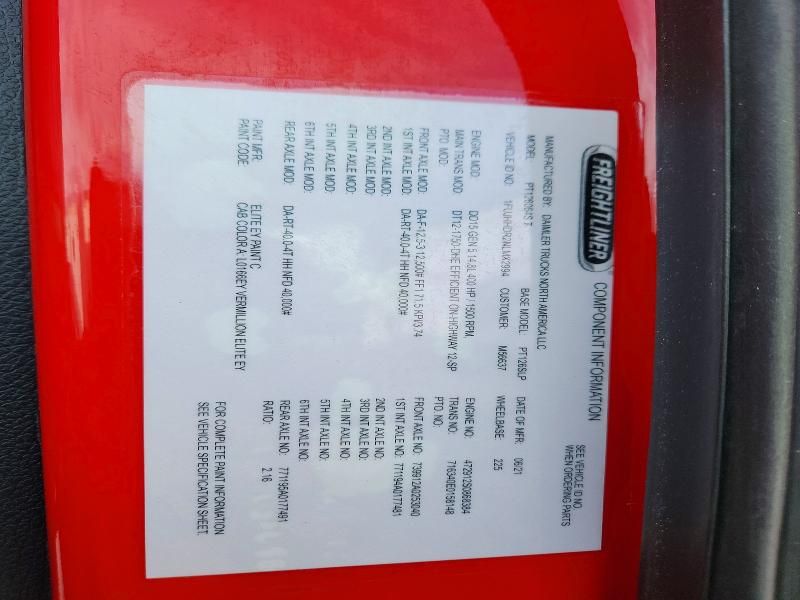 FREIGHTLINER COMPONENT INFORMATION
SEE VEHICLE ID NO.
WHEN ORDERING PARTS
MANUFACTURED BY: DAIMLER TRUCKS NORTH AMERICA LLC
MODEL BASE MODEL PT126SLP DATE OF MFR: 06/21
VEHICLE ID NO: CUSTOMER M56637 WHEELBASE: 225
ENGINE MOD: DD15 GEN 5 14.8L 400 HP / 1500 RPM, ENGINE NO: 472912S0668384
MAIN TRANS MOD: DT12-1750-DHE EFFICIENT ON-HIGHWAY 12-SP TRANS NO: 716340E0158148
PTO. MOD: PTO. NO:
FRONT AXLE MOD: DA-F-12.5-3 12,500# FF1 71.5 KPI/3.74 FRONT AXLE NO: 739912A0253040
1ST INT AXLE MOD: DA-RT-40.0-4T HH NFD 40,000# 1ST INT AXLE NO: 771194A0177481
2ND INT AXLE MOD: 2ND INT AXLE NO:
3RD INT AXLE MOD: 3RD INT AXLE NO:
4TH INT AXLE MOD: 4TH INT AXLE NO:
5TH INT AXLE MOD: 5TH INT AXLE NO:
6TH INT AXLE MOD: 6TH INT AXLE NO:
REAR AXLE MOD: DA-RT-40.0-4T HH NFD 40,000# REAR AXLE NO: 771195A0177491
RATIO: 2.16
PAINT MFR: ELITE EY PAINT C
PAINT CODE CAB COLOR A: L0166EY VERMILLION ELITE EY
FOR COMPLETE PAINT INFORMATION
SEE VEHICLE SPECIFICATION SHEET.